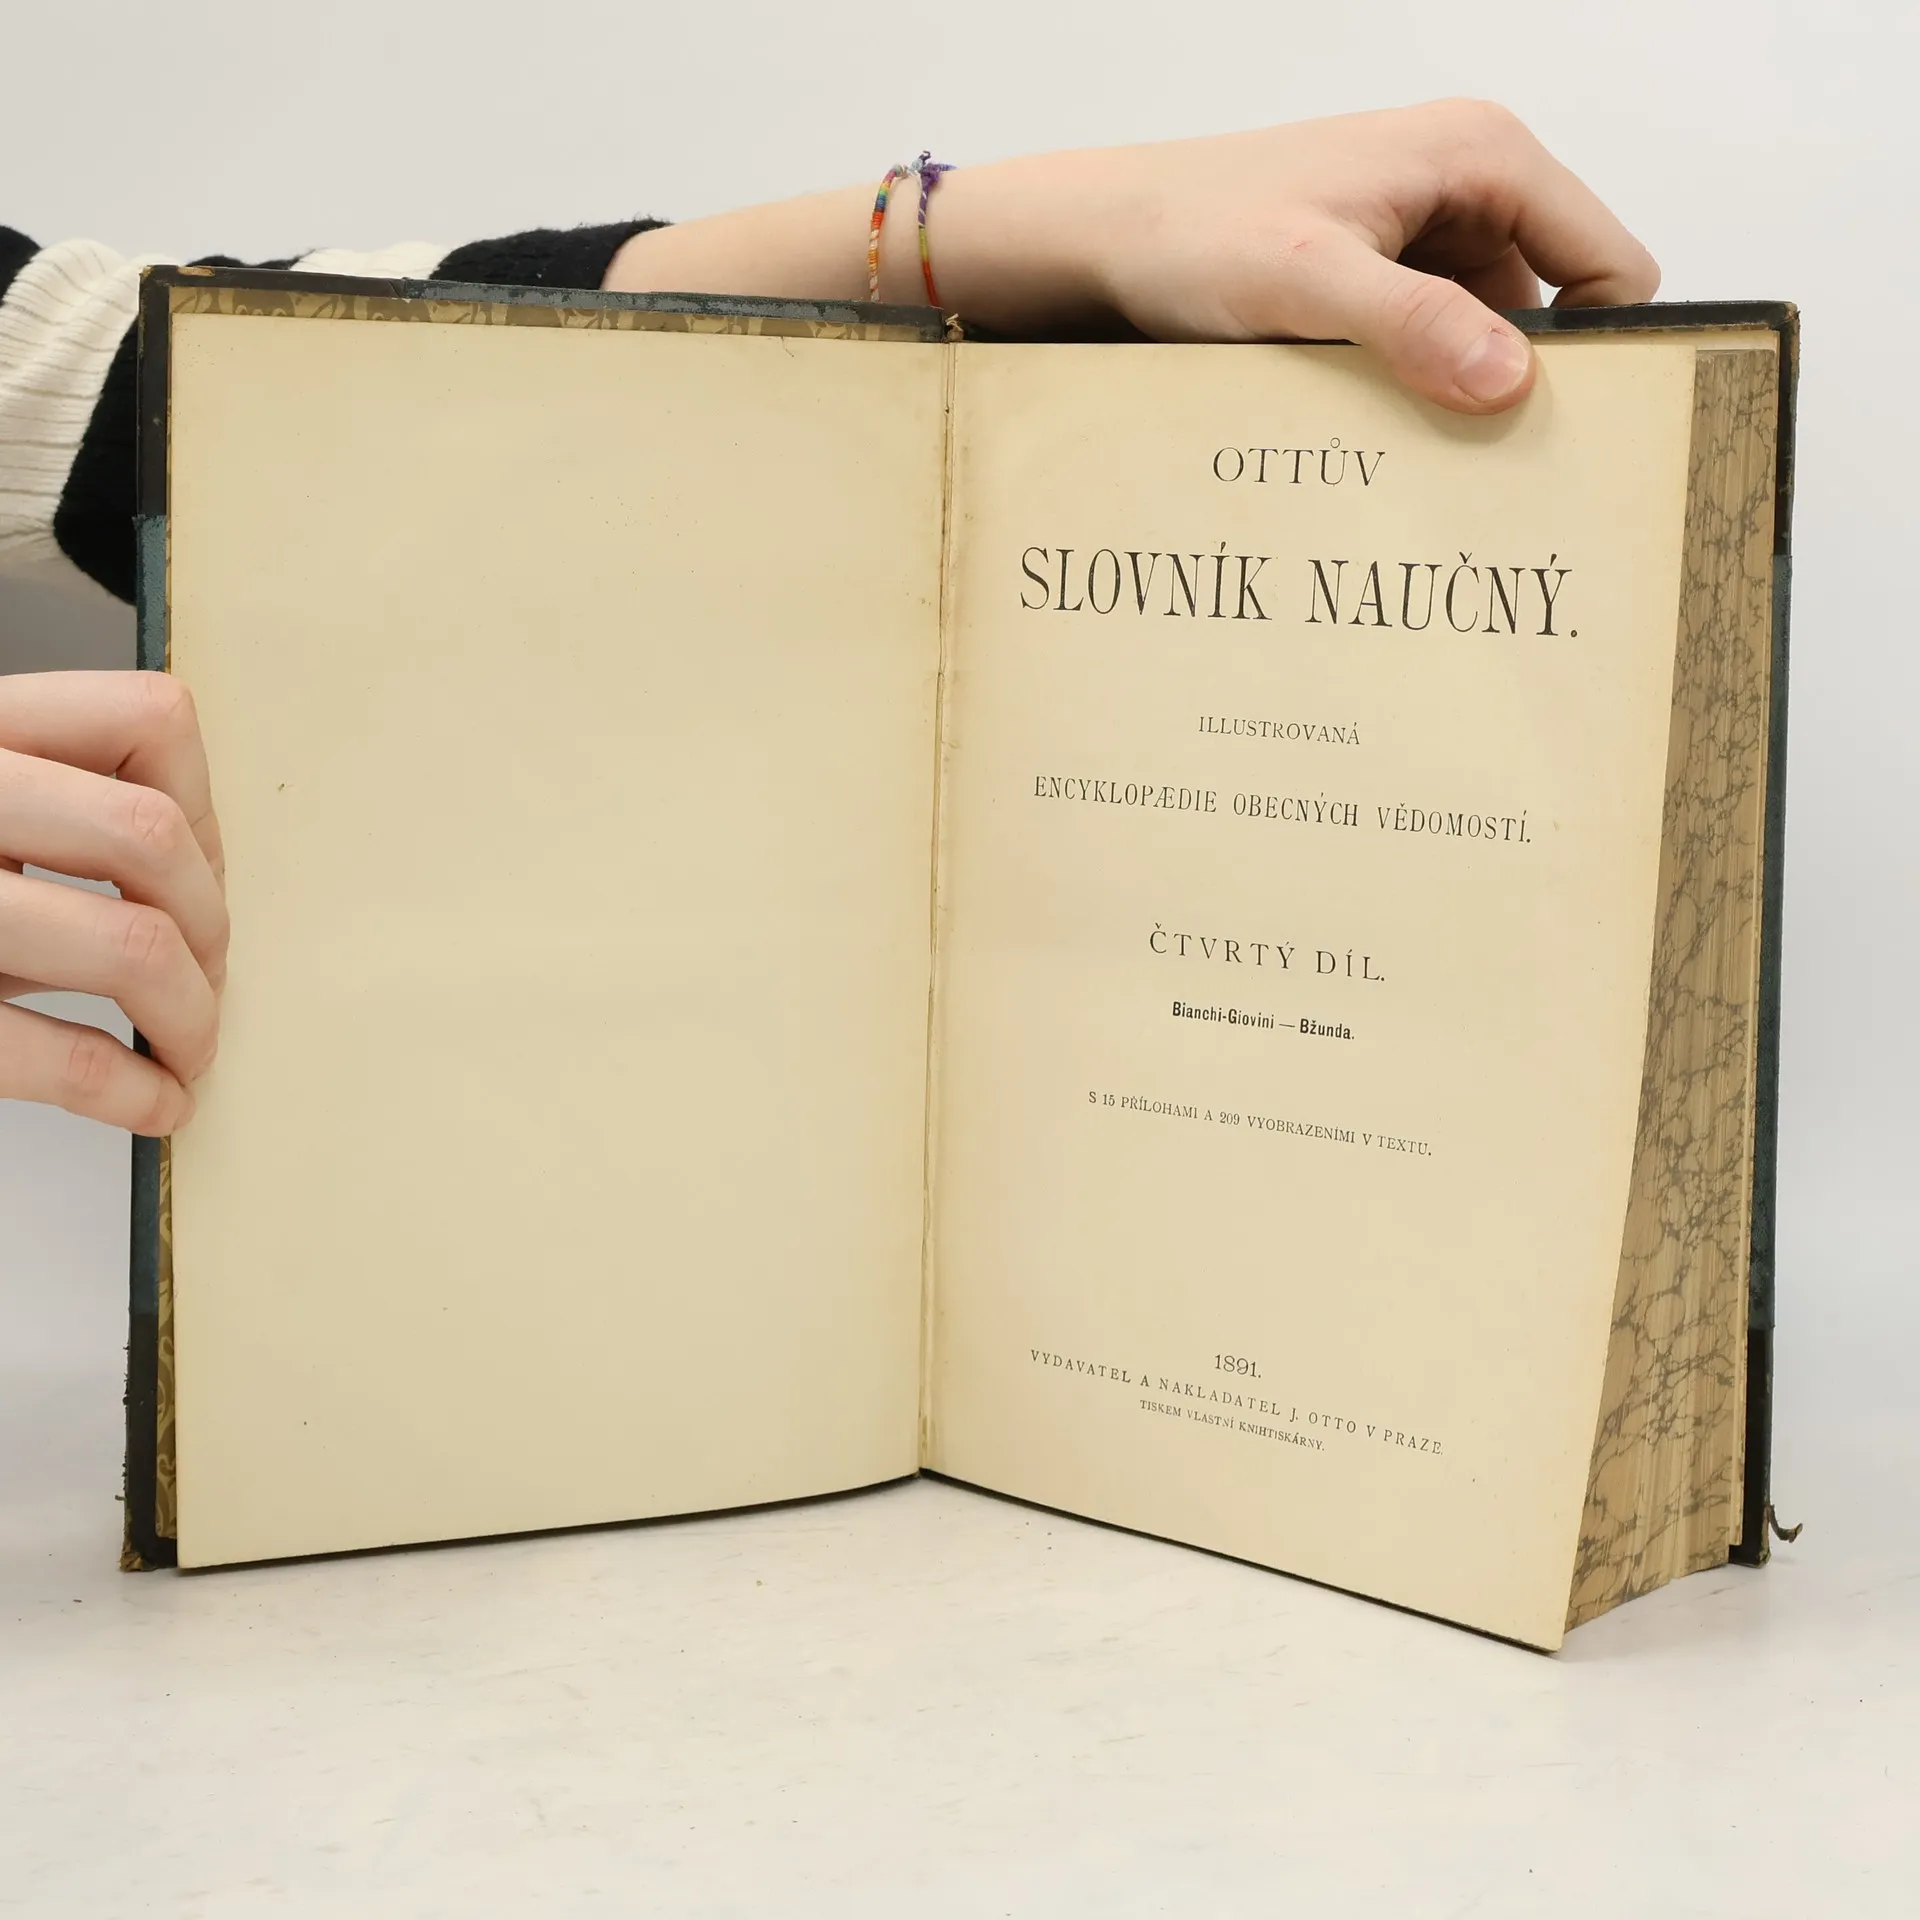 OTTŮV
SLOVNÍK NAUČNÝ.
ILLUSTROVANÁ
ENCYKLOPÆDIE OBECNÝCH VĚDOMOSTÍ.
ČTVRTÝ DÍL.
Bianchi-Giovini — Bžunda.
S 15 PŘÍLOHAMI A 209 VYOBRAZENÍMI V TEXTU.
1891.
VYDAVATEL A NAKLADATEL J. OTTO V PRAZE.
TISKEM VLASTNÍ KNIHTISKÁRNY.